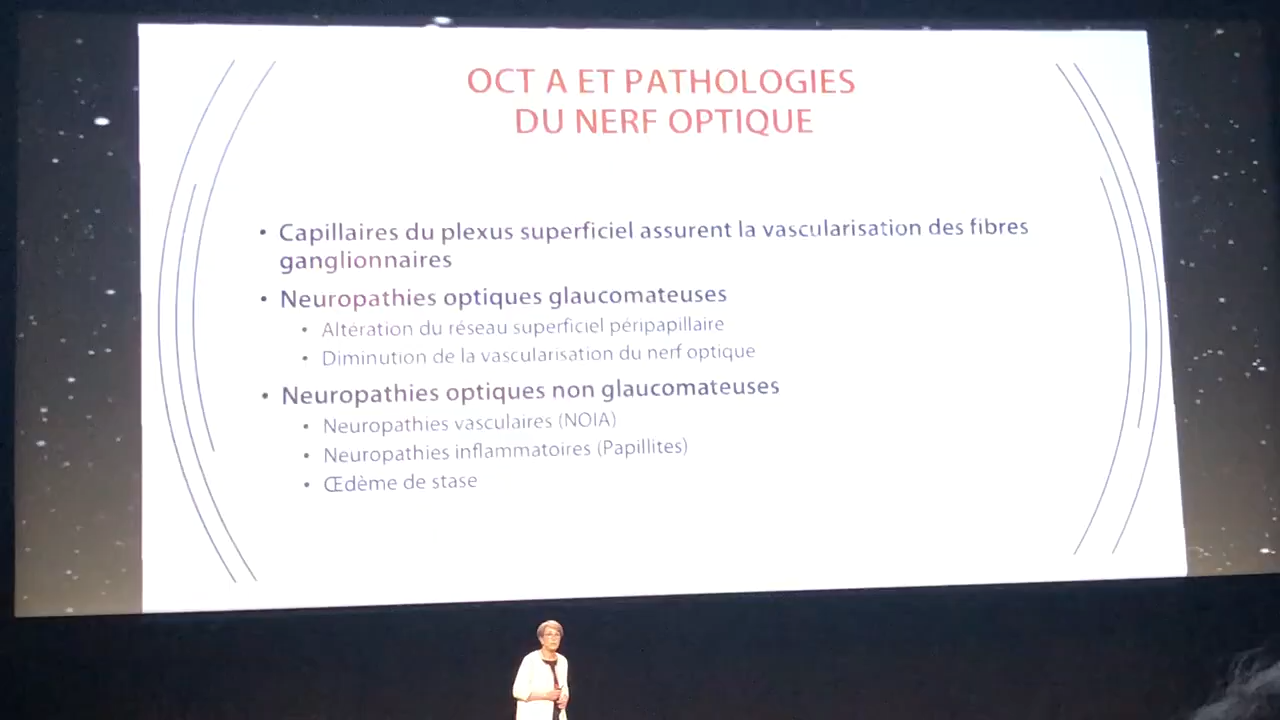 OCT A ET PATHOLOGIES
DU NERF OPTIQUE
• Capillaires du plexus superficiel assurent la vascularisation des fibres
ganglionnaires
• Neuropathies optiques glaucomateuses
• Altération du réseau superficiel péripapillaire
• Diminution de la vascularisation du nerf optique
• Neuropathies optiques non glaucomateuses
• Neuropathies vasculaires (NOIA)
• Neuropathies inflammatoires (Papillites)
• Œdème de stase